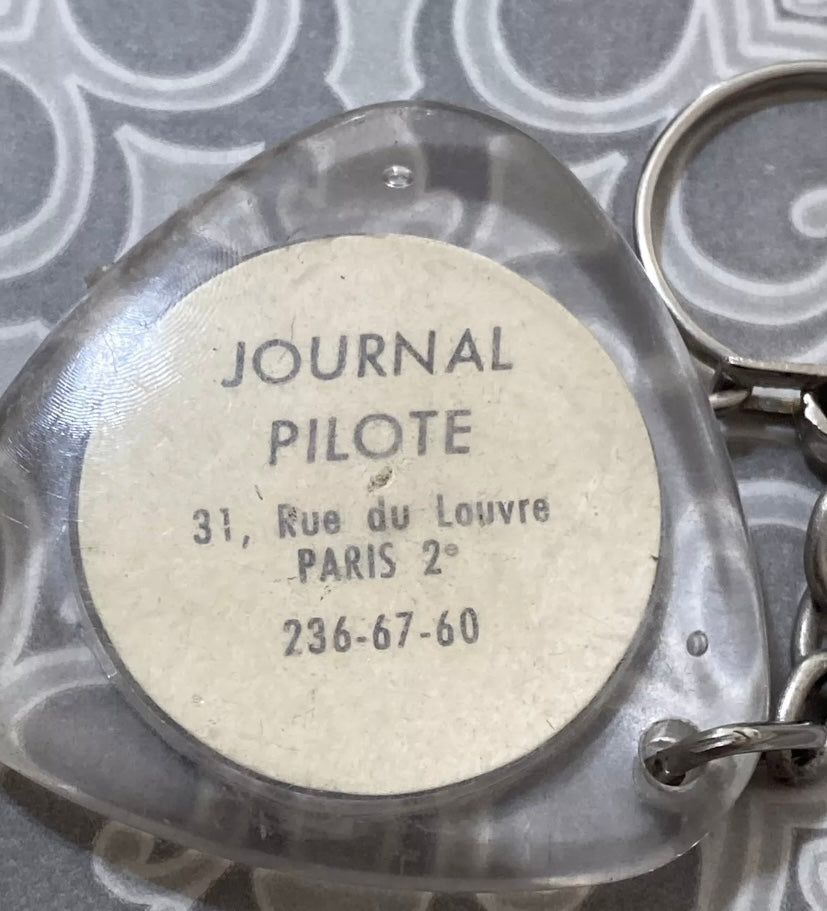 JOURNAL
PILOTE
31, Rue du Louvre
PARIS 2e
236-67-60